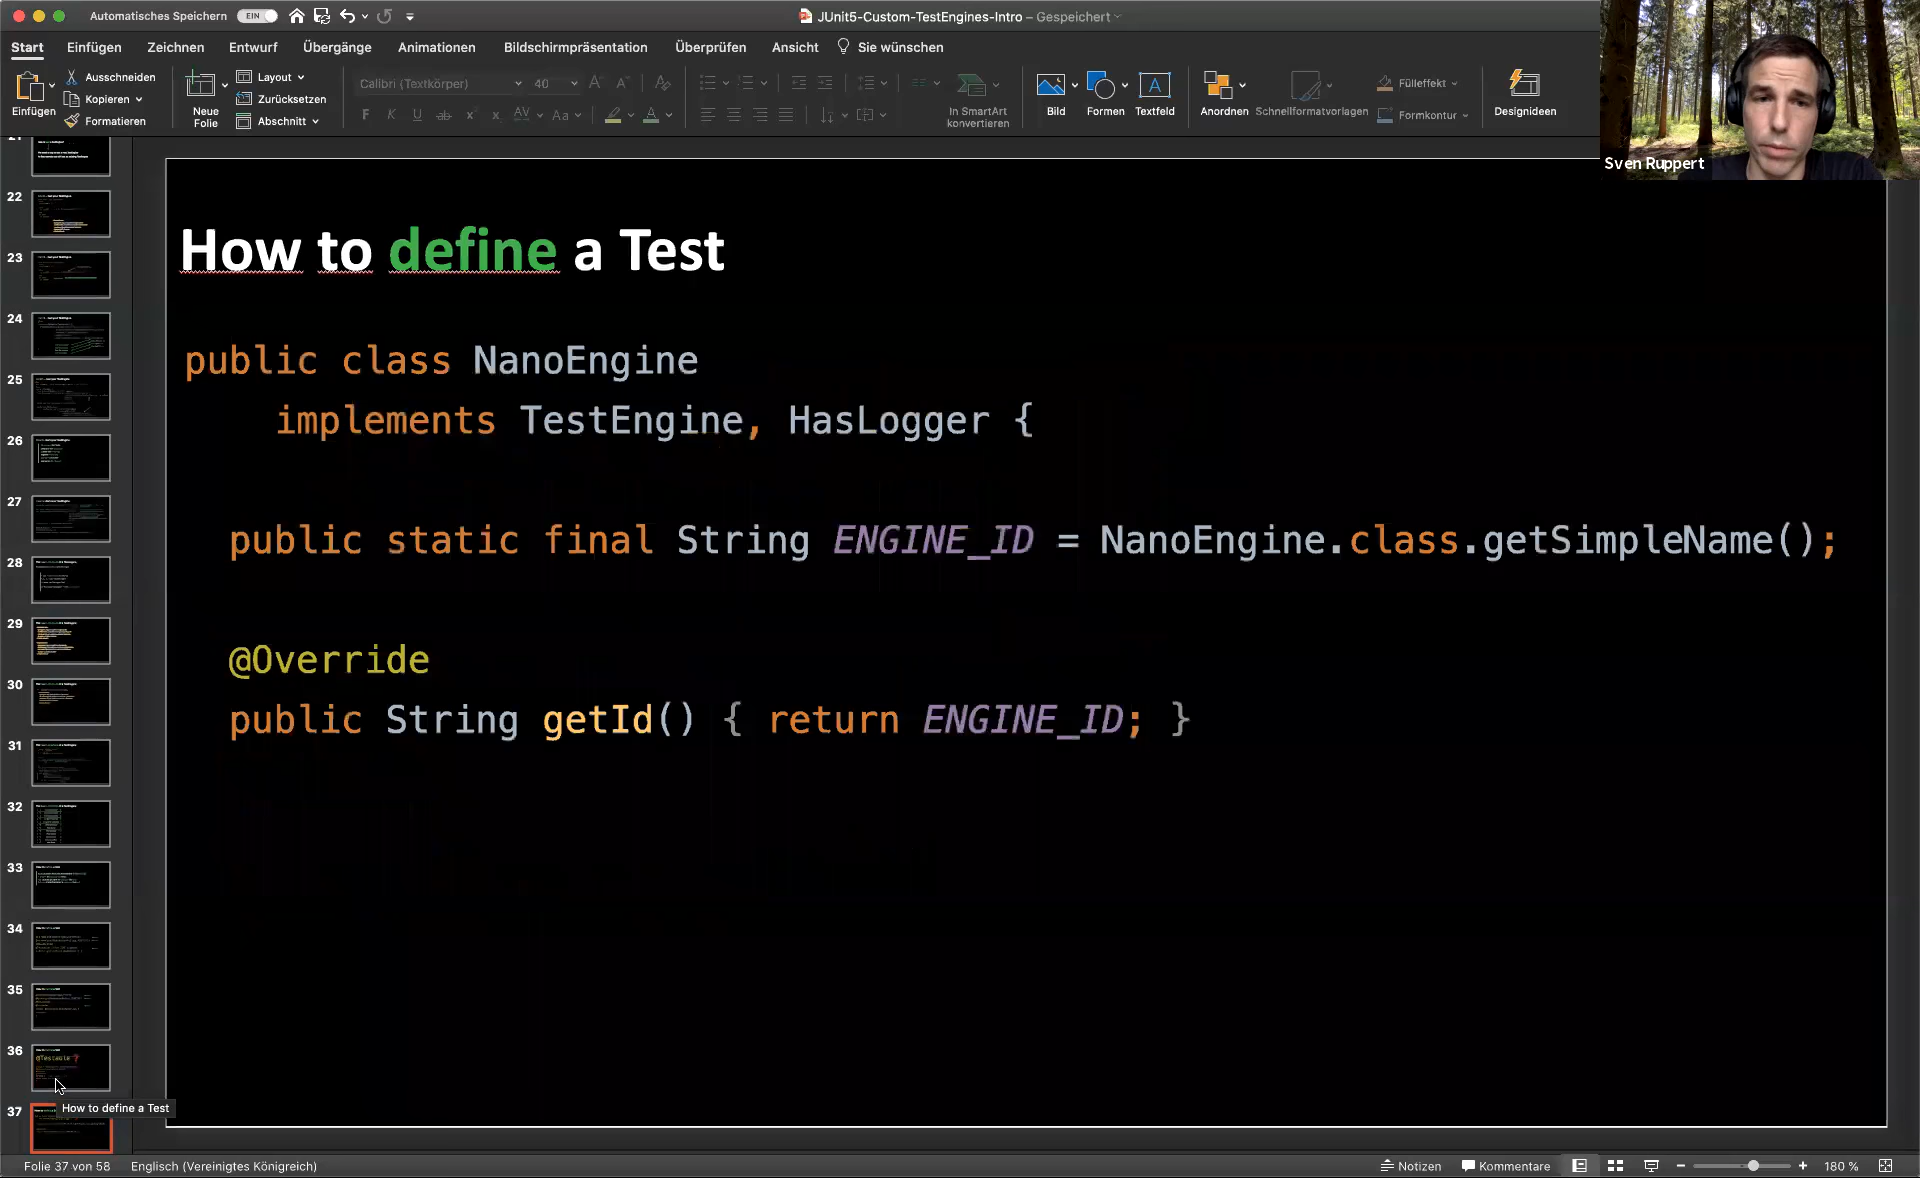 Automatisches Speichern EIN
JUnit5-Custom-TestEngines-Intro – Gespeichert
Start Einfügen Zeichnen Entwurf Übergänge Animationen Bildschirmpräsentation Überprüfen Ansicht Sie wünschen
Einfügen
Ausschneiden
Kopieren
Formatieren
Neue
Folie
Layout
Zurücksetzen
Abschnitt
Calibri (Textkörper) 40
F K U ab x x AV Aa A
In SmartArt
konvertieren
Bild
Formen
Textfeld
Anordnen
Schnellformatvorlagen
Fülleffekt
Formkontur
Designideen
Sven Ruppert
22
23
24
25
26
27
28
29
30
31
32
33
34
35
36
@Testable ?
37
How to define a Test
How to define a Test
public class NanoEngine
implements TestEngine, HasLogger {
public static final String ENGINE_ID = NanoEngine.class.getSimpleName();
@Override
public String getId() { return ENGINE_ID; }
Folie 37 von 58 Englisch (Vereinigtes Königreich)
Notizen Kommentare 180 %